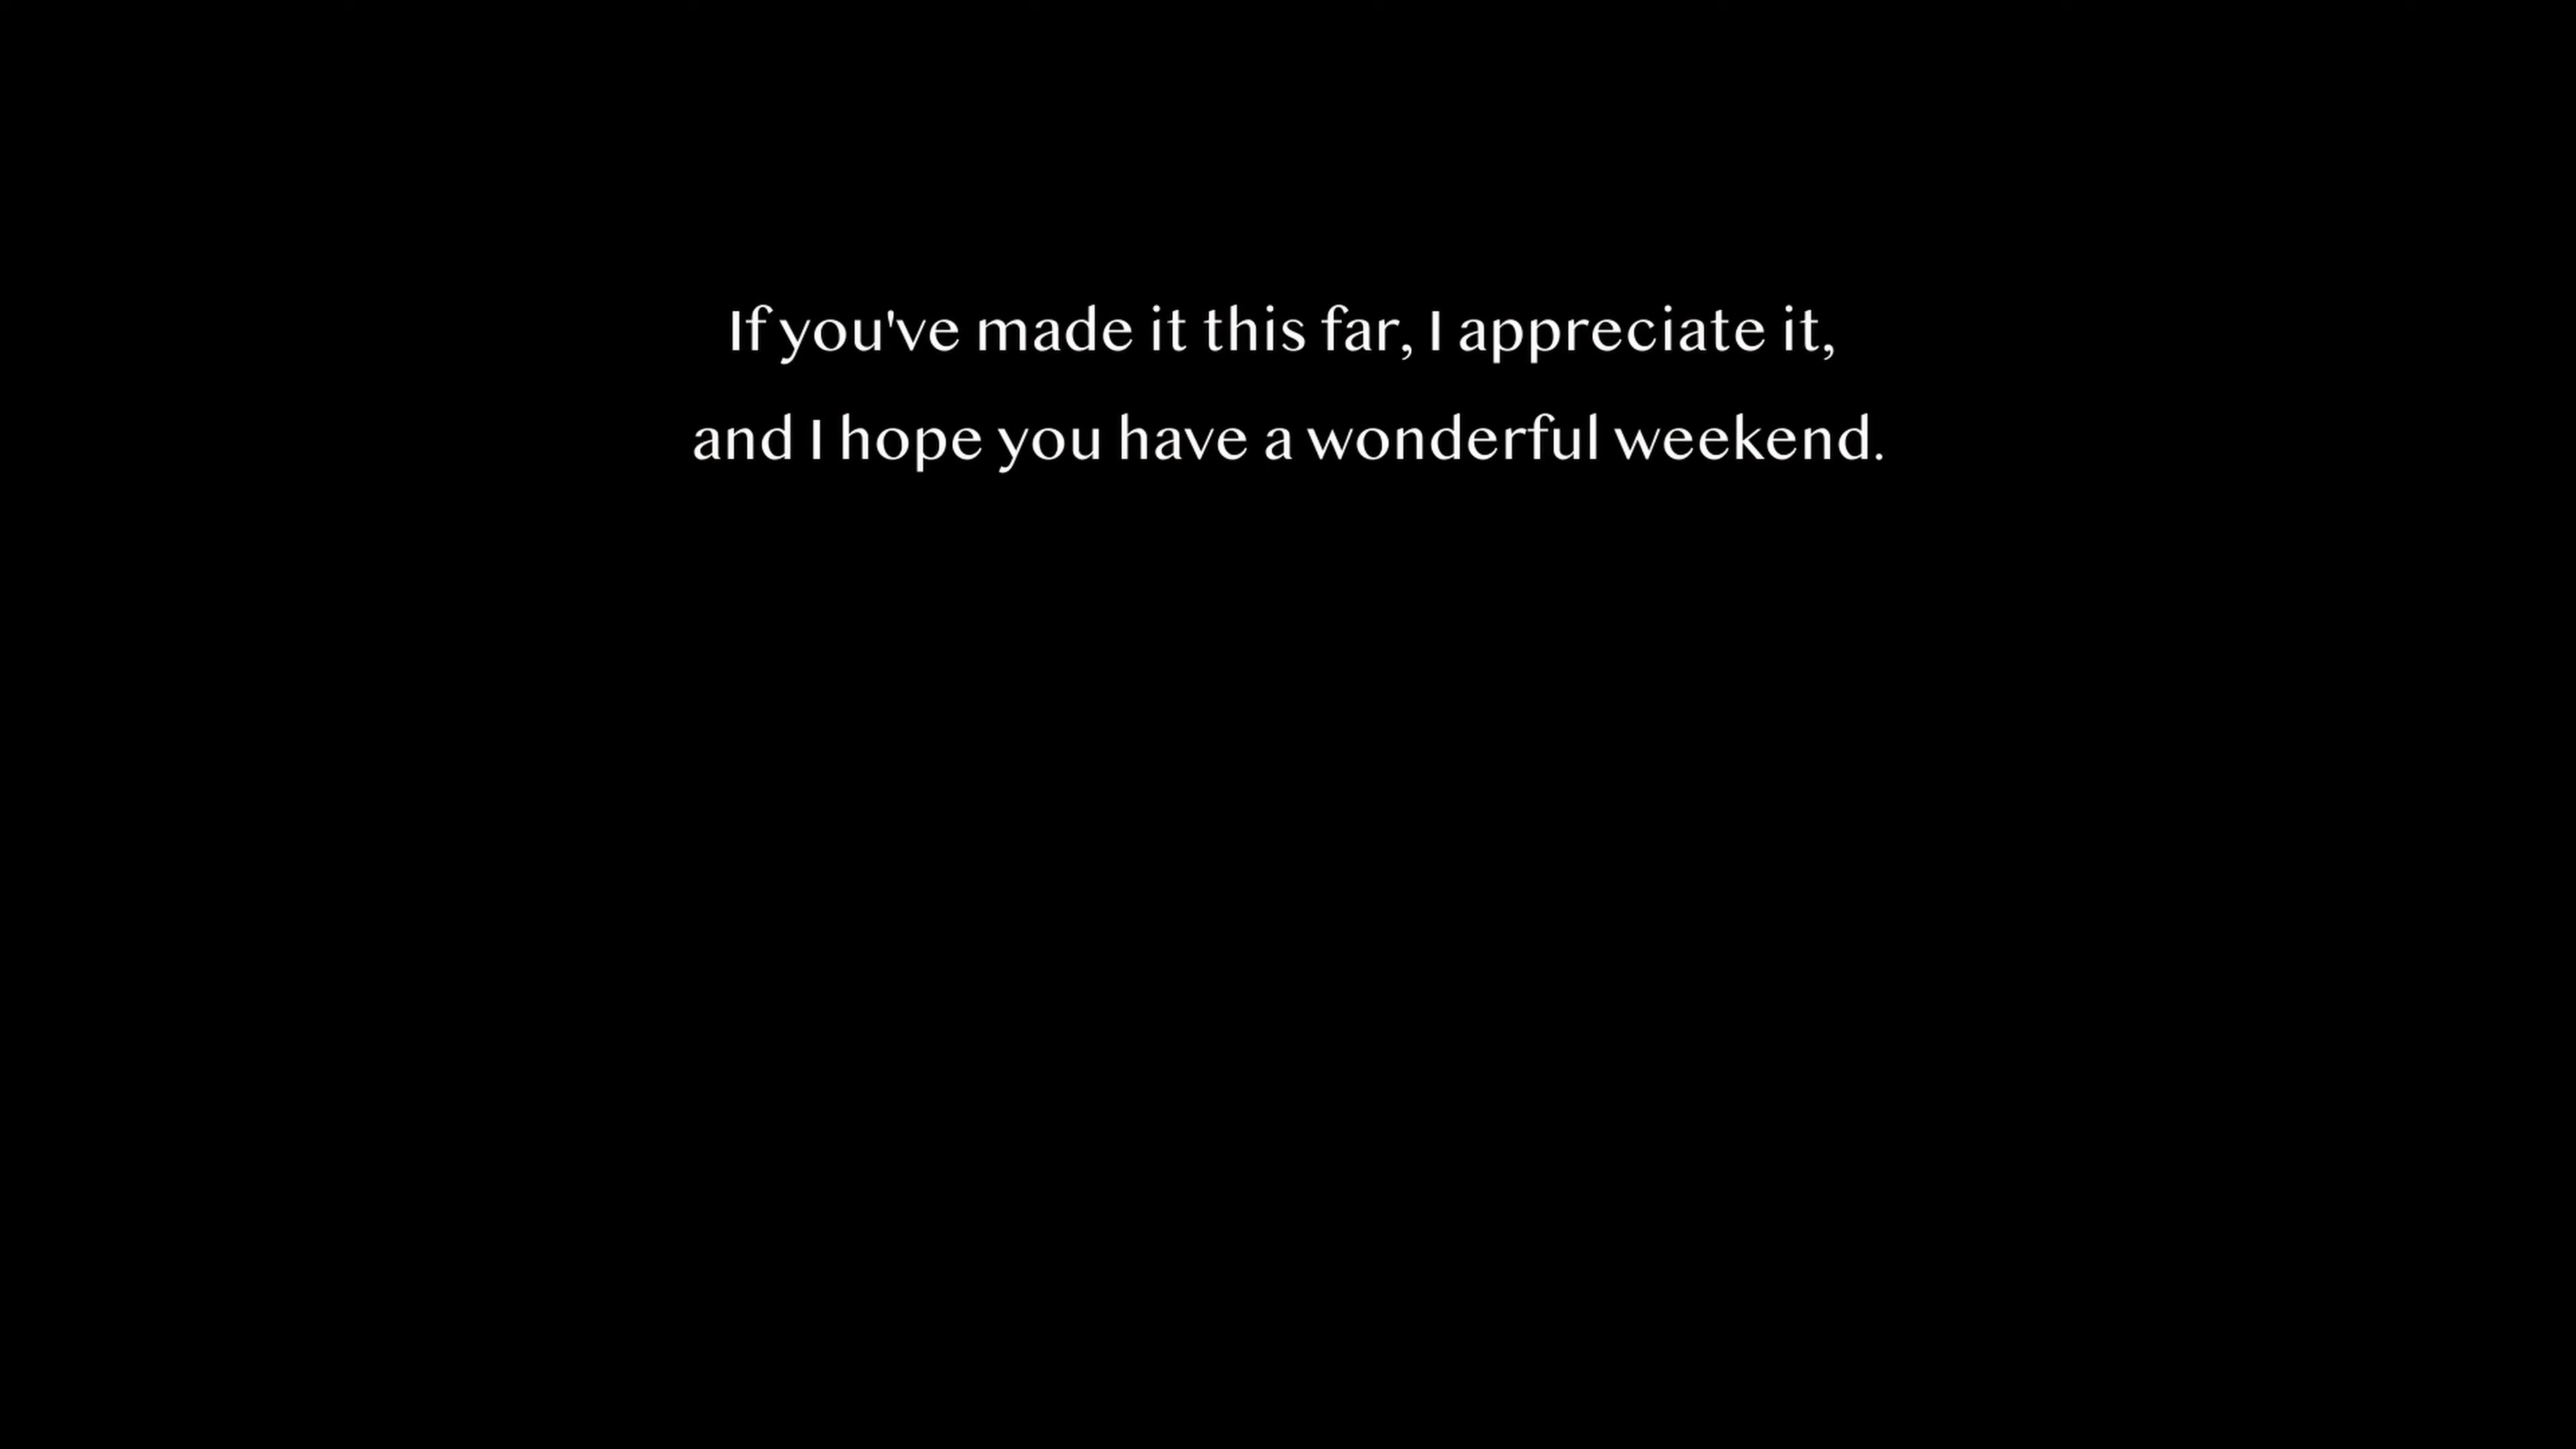 If you've made it this far, I appreciate it,
and I hope you have a wonderful weekend.